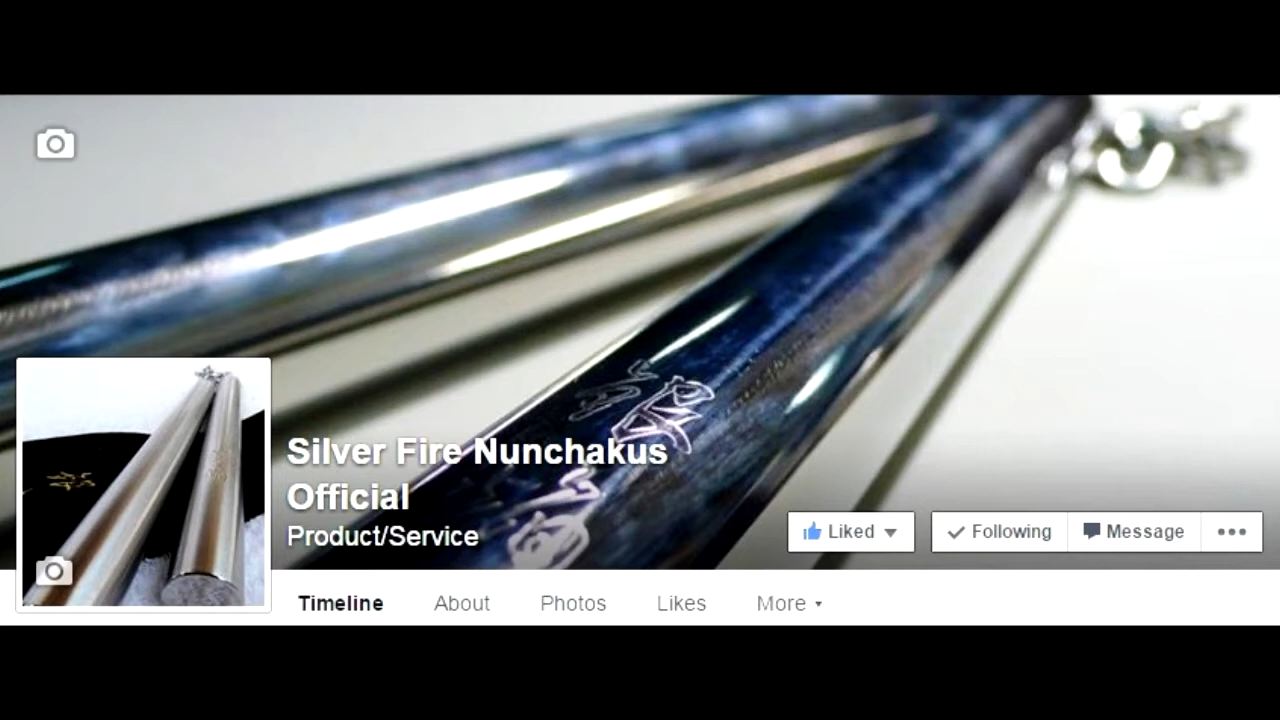 Silver Fire Nunchakus
Official
Product/Service
Liked
Following
Message
Timeline
About
Photos
Likes
More